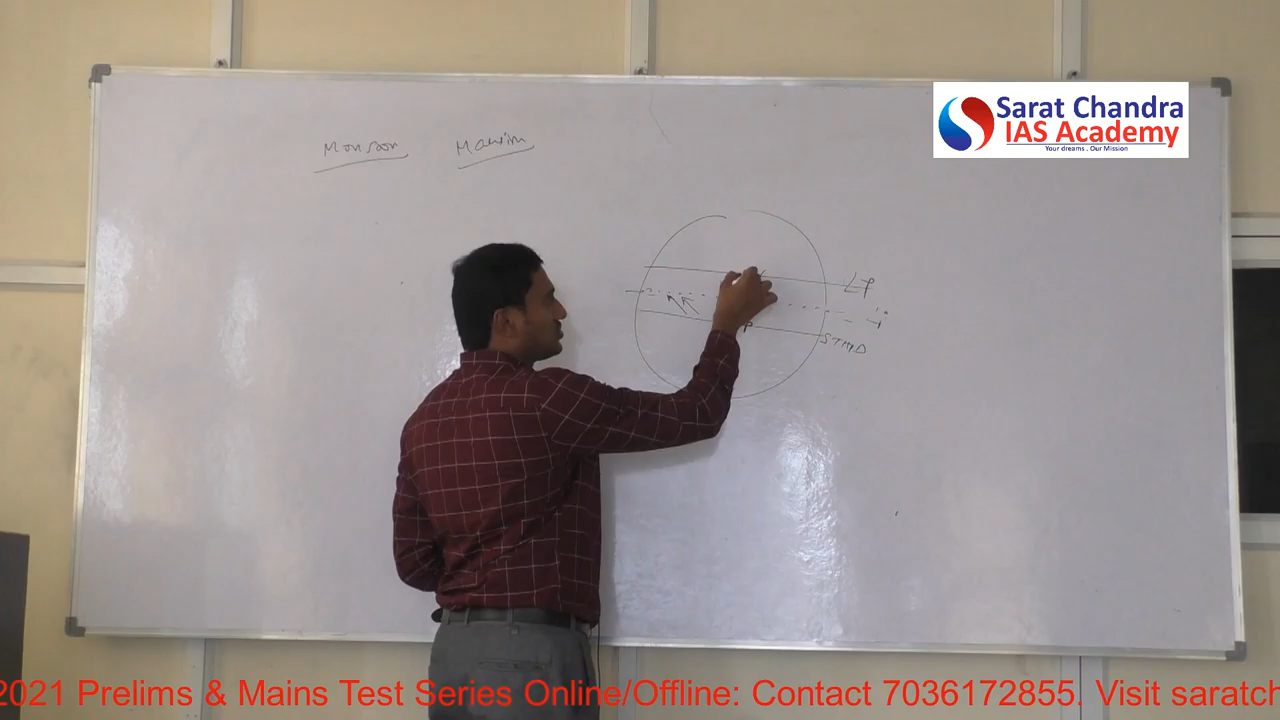 Sarat Chandra
IAS Academy
Your dreams . Our Mission
Monsoon
LP
2021 Prelims & Mains Test Series Online/Offline: Contact 7036172855. Visit saratch